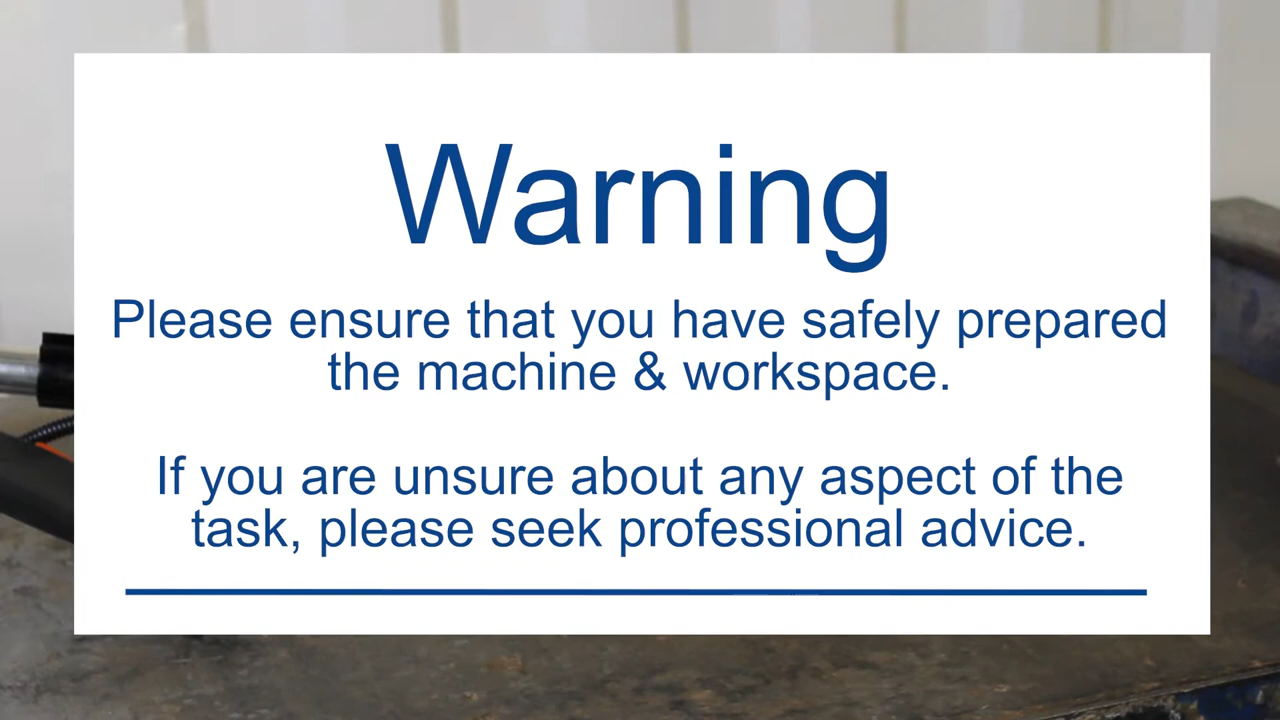 Warning
Please ensure that you have safely prepared
the machine & workspace.
If you are unsure about any aspect of the
task, please seek professional advice.